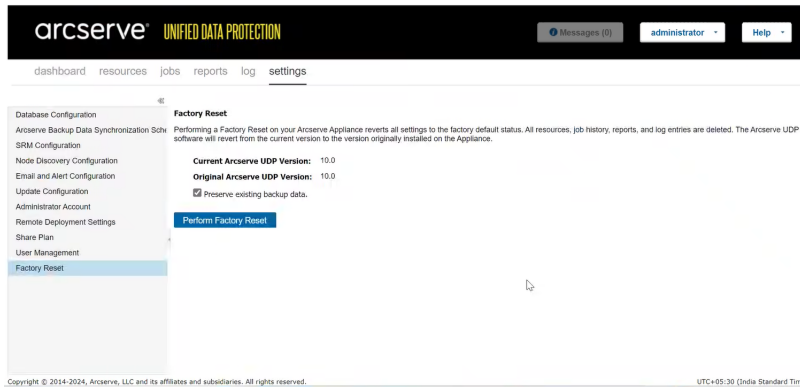 arcserve® UNIFIED DATA PROTECTION
Messages (0)
administrator
Help
dashboard resources jobs reports log settings
Database Configuration
Arcserve Backup Data Synchronization Sche
SRM Configuration
Node Discovery Configuration
Email and Alert Configuration
Update Configuration
Administrator Account
Remote Deployment Settings
Share Plan
User Management
Factory Reset
Factory Reset
Performing a Factory Reset on your Arcserve Appliance reverts all settings to the factory default status. All resources, job history, reports, and log entries are deleted. The Arcserve UDP
software will revert from the current version to the version originally installed on the Appliance.
Current Arcserve UDP Version: 10.0
Original Arcserve UDP Version: 10.0
Preserve existing backup data.
Perform Factory Reset
Copyright © 2014-2024, Arcserve, LLC and its affiliates and subsidiaries. All rights reserved.
UTC+05:30 (India Standard Tim